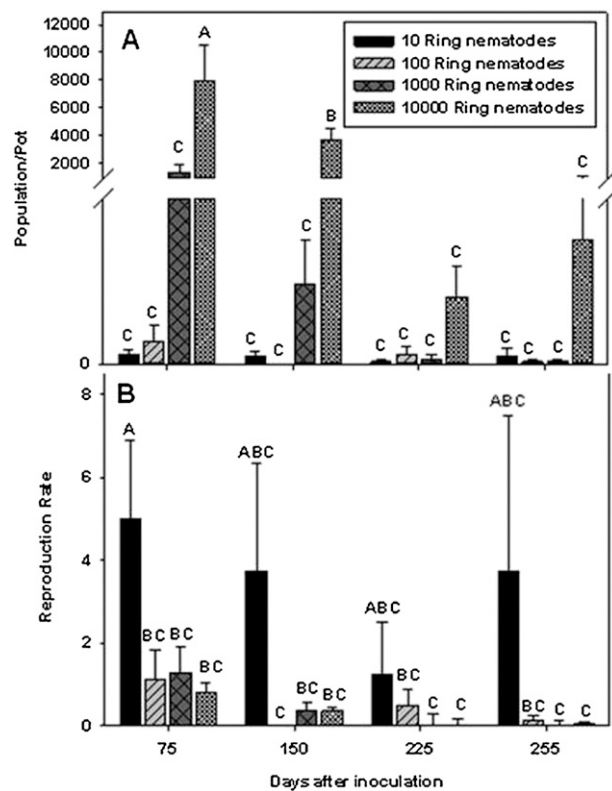 A
12000
10000
8000
6000
4000
2000
0
Population/Pot
10 Ring nematodes
100 Ring nematodes
1000 Ring nematodes
10000 Ring nematodes
C C C A
C C C B
C C C C
C C C C
B
8
6
4
2
0
Reproduction Rate
A BC BC BC
ABC C BC BC
ABC BC C C
ABC BC C C
75 150 225 255
Days after inoculation